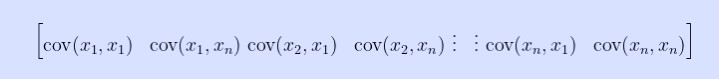 [cov(x₁, x₁) cov(x₁, xₙ) cov(x₂, x₁) cov(x₂, xₙ) ⋮ ⋮ cov(xₙ, x₁) cov(xₙ, xₙ)]